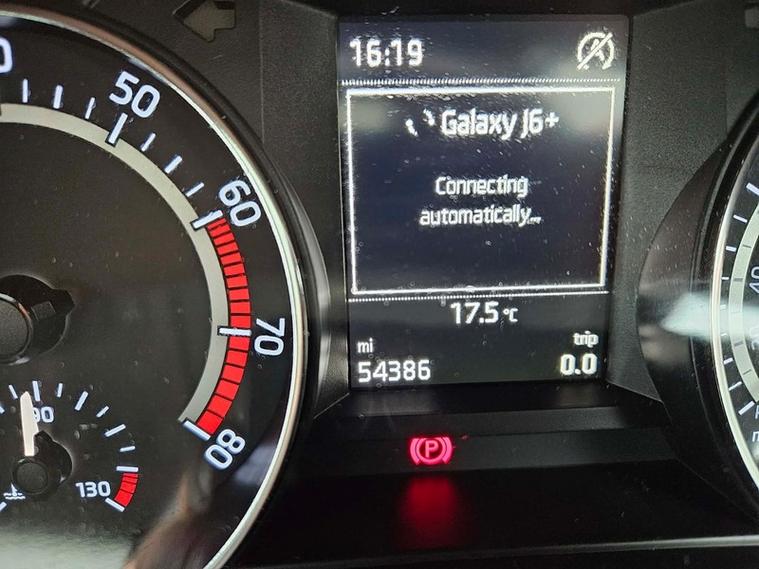 16:19
Galaxy J6+
Connecting
automatically...
17.5 °C
mi
trip
54386
0.0
50
60
70
80
90
130
P
40